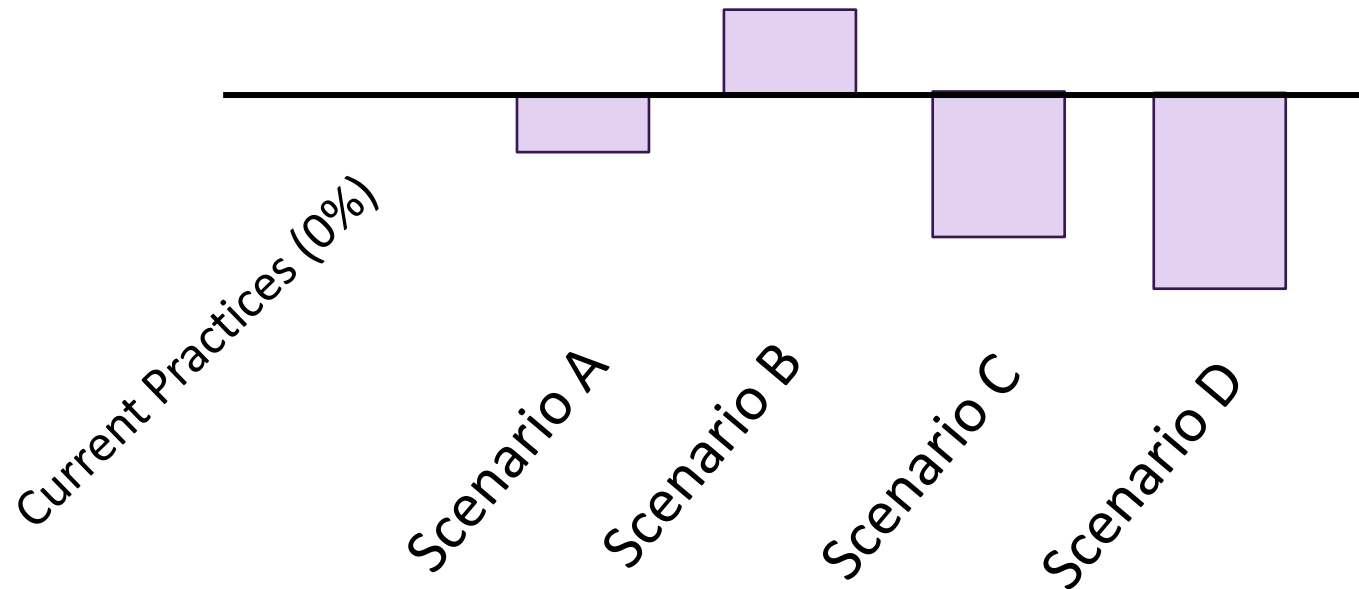 Current Practices (0%)
Scenario A
Scenario B
Scenario C
Scenario D